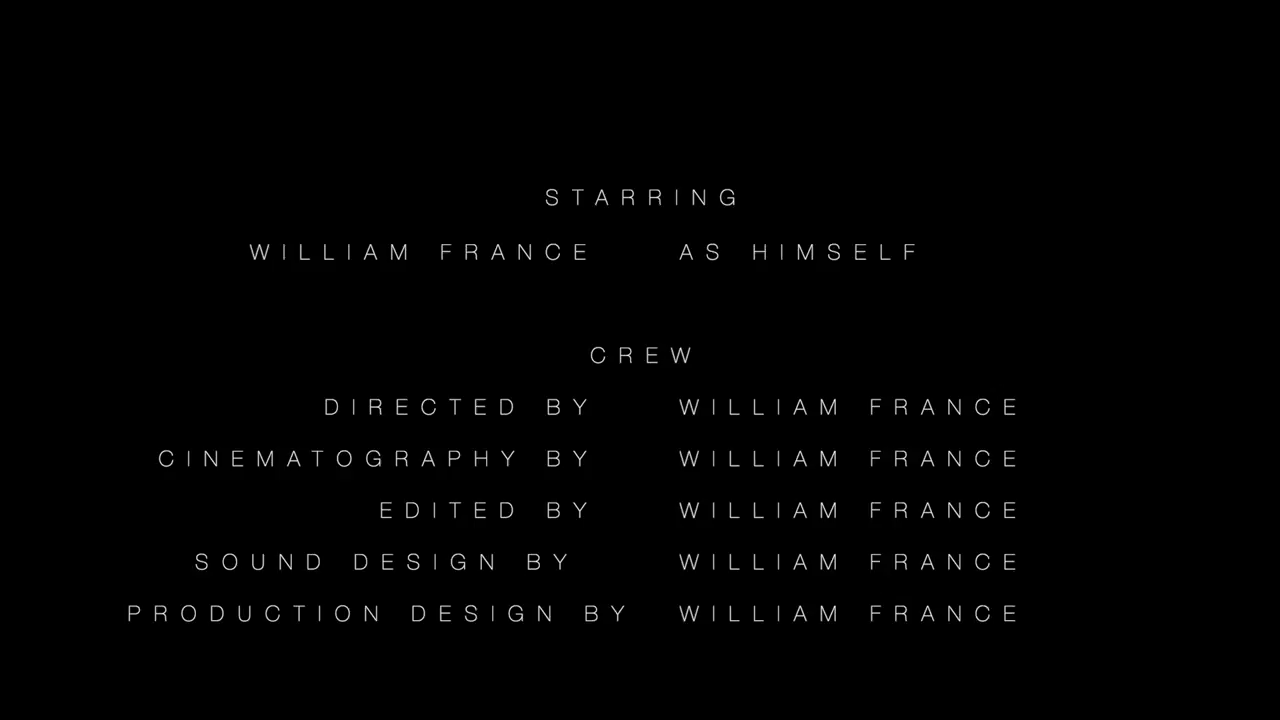 STARRING
WILLIAM FRANCE AS HIMSELF
CREW
DIRECTED BY WILLIAM FRANCE
CINEMATOGRAPHY BY WILLIAM FRANCE
EDITED BY WILLIAM FRANCE
SOUND DESIGN BY WILLIAM FRANCE
PRODUCTION DESIGN BY WILLIAM FRANCE